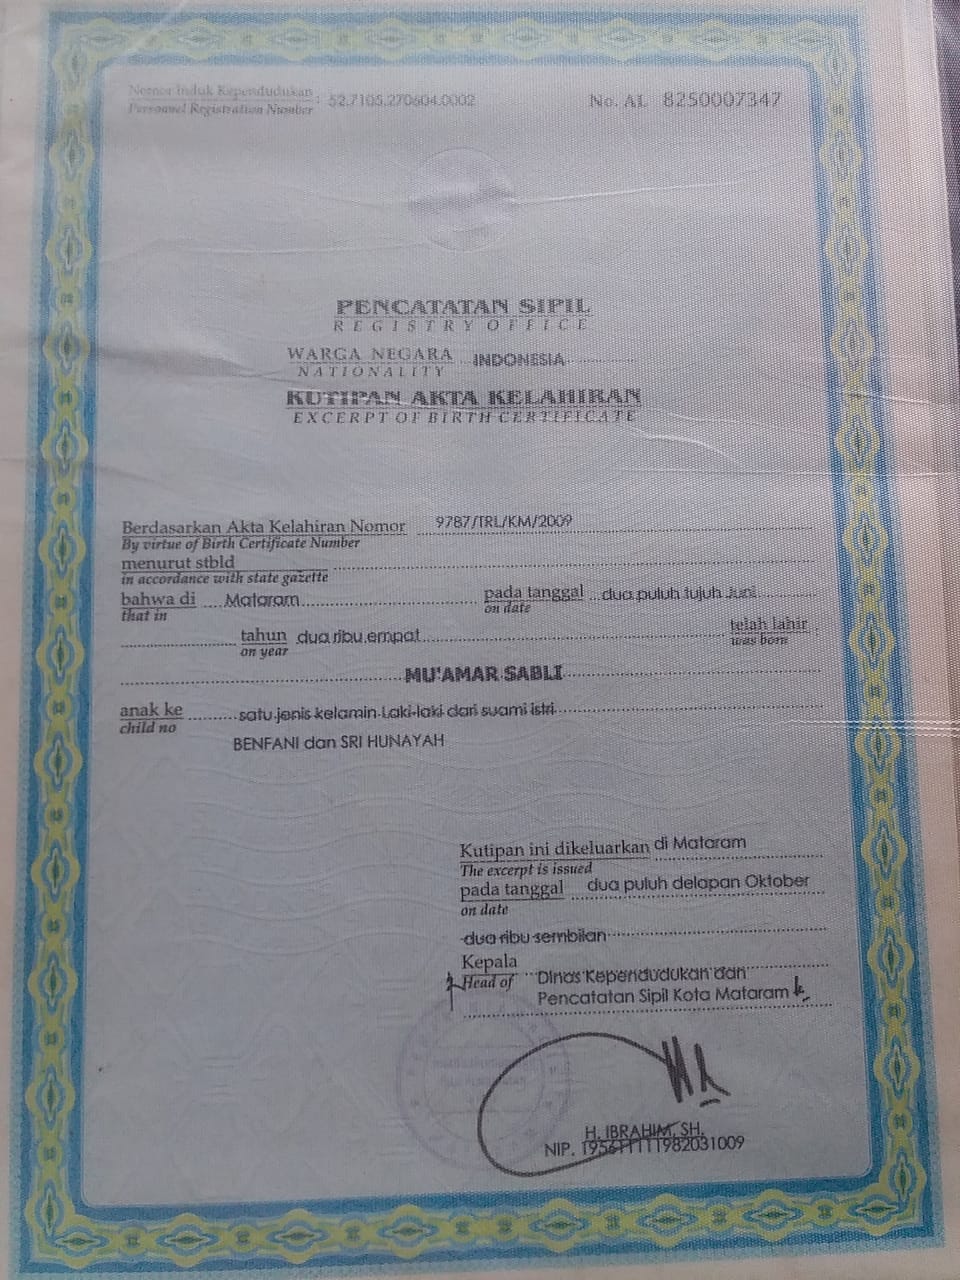 Nomor Induk Kependudukan : 52.7105.270604.0002
Personnel Registration Number
No. AL 8250007347
PENCATATAN SIPIL
REGISTRY OFFICE
WARGA NEGARA INDONESIA
NATIONALITY
KUTIPAN AKTA KELAHIRAN
EXCERPT OF BIRTH CERTIFICATE
Berdasarkan Akta Kelahiran Nomor 9787/TRL/KM/2009
By virtue of Birth Certificate Number
menurut stbld
in accordance with state gazette
bahwa di Mataram pada tanggal dua puluh tujuh Juni
that in on date
tahun dua ribu empat telah lahir
on year was born
MU'AMAR SABLI
anak ke satu jenis kelamin Laki-laki dari suami istri
child no
BENFANI dan SRI HUNAYAH
Kutipan ini dikeluarkan di Mataram
The excerpt is issued
pada tanggal dua puluh delapan Oktober
on date
dua ribu sembilan
Kepala Dinas Kependudukan dan
Head of
Pencatatan Sipil Kota Mataram
H. IBRAHIM, SH.
NIP. 195611111982031009